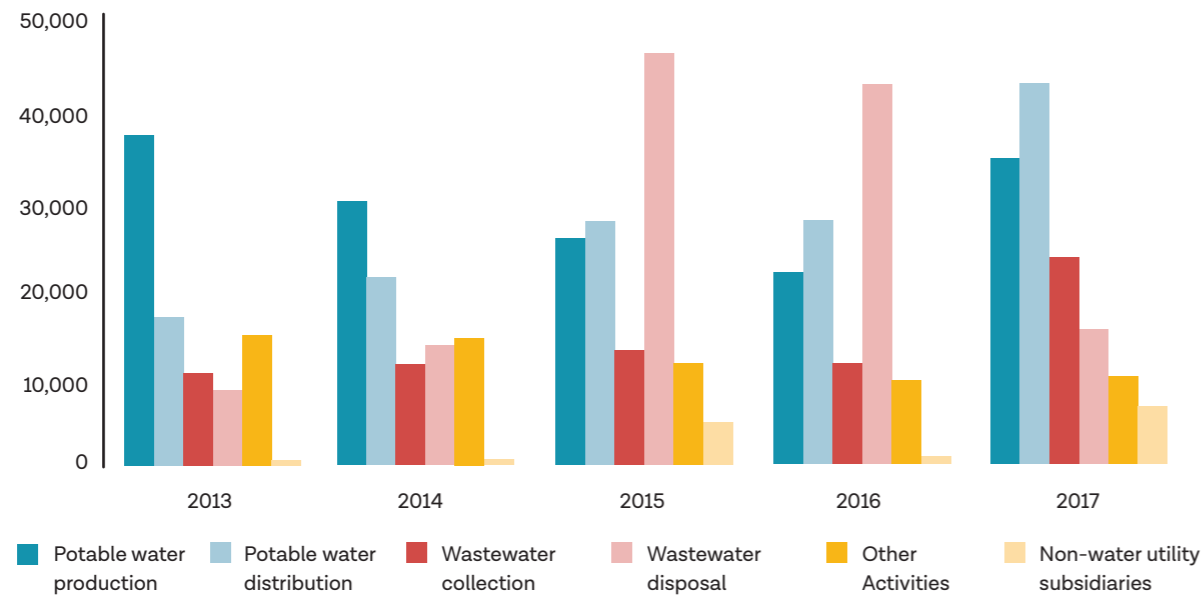 50,000
40,000
30,000
20,000
10,000
0
2013 2014 2015 2016 2017
Potable water production
Potable water distribution
Wastewater collection
Wastewater disposal
Other Activities
Non-water utility subsidiaries